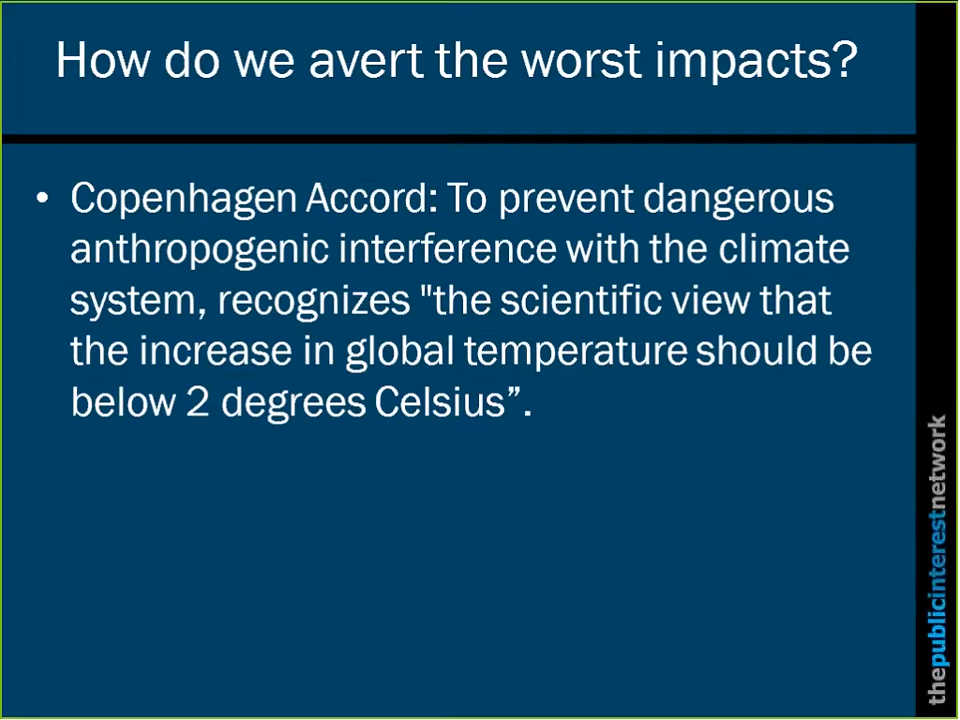 How do we avert the worst impacts?
• Copenhagen Accord: To prevent dangerous
anthropogenic interference with the climate
system, recognizes "the scientific view that
the increase in global temperature should be
below 2 degrees Celsius”.
thepublicinterestnetwork